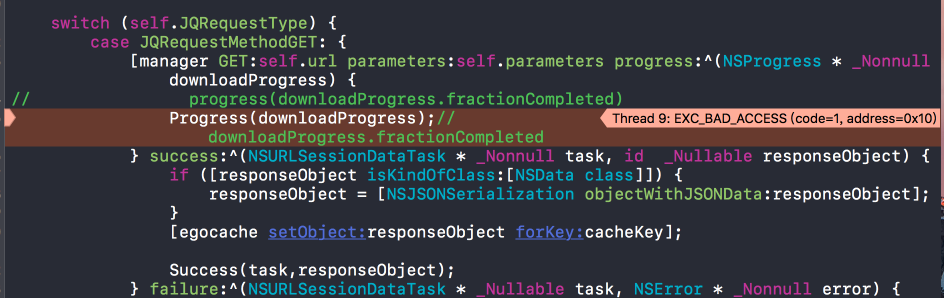 switch (self.JQRequestType) {
case JQRequestMethodGET: {
[manager GET:self.url parameters:self.parameters progress:^(NSProgress * _Nonnull
downloadProgress) {
// progress(downloadProgress.fractionCompleted)
Progress(downloadProgress);// Thread 9: EXC_BAD_ACCESS (code=1, address=0x10)
downloadProgress.fractionCompleted
} success:^(NSURLSessionDataTask * _Nonnull task, id _Nullable responseObject) {
if ([responseObject isKindOfClass:[NSData class]]) {
responseObject = [NSJSONSerialization objectWithJSONData:responseObject];
}
[egocache setObject:responseObject forKey:cacheKey];
Success(task,responseObject);
} failure:^(NSURLSessionDataTask * _Nullable task, NSError * _Nonnull error) {